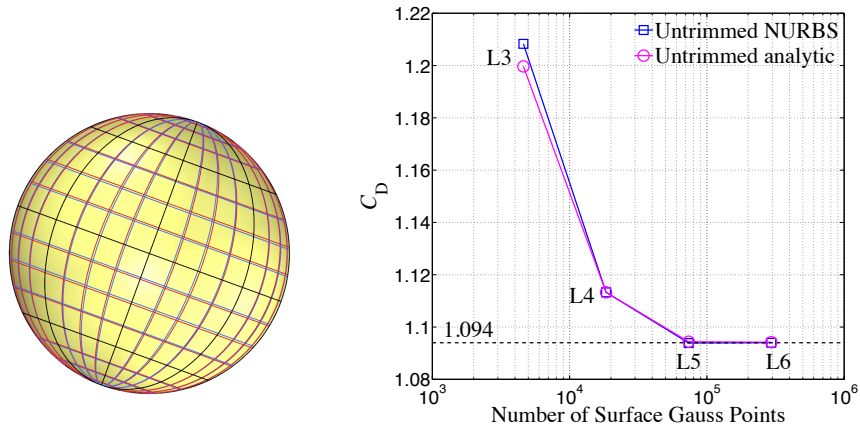 1.22
1.2
1.18
1.16
1.14
1.12
1.1
1.08
C_D
Untrimmed NURBS
Untrimmed analytic
L3
L4
1.094
L5
L6
10^3
10^4
10^5
10^6
Number of Surface Gauss Points